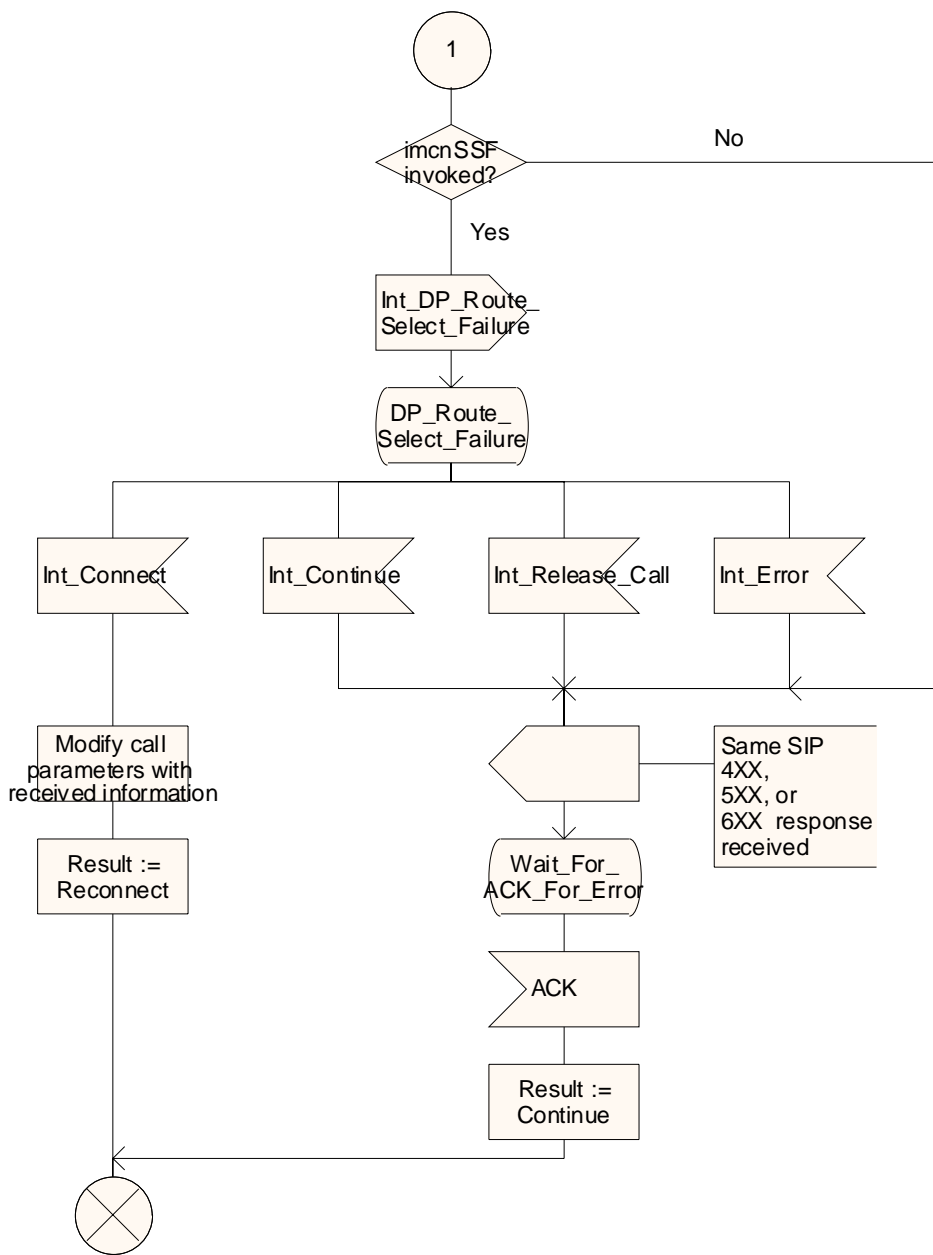 1
imcnSSF
invoked?
No
Yes
Int_DP_Route_
Select_Failure
DP_Route_
Select_Failure
Int_Connect
Int_Continue
Int_Release_Call
Int_Error
Modify call
parameters with
received information
Same SIP
4XX,
5XX, or
6XX response
received
Result :=
Reconnect
Wait_For_
ACK_For_Error
ACK
Result :=
Continue